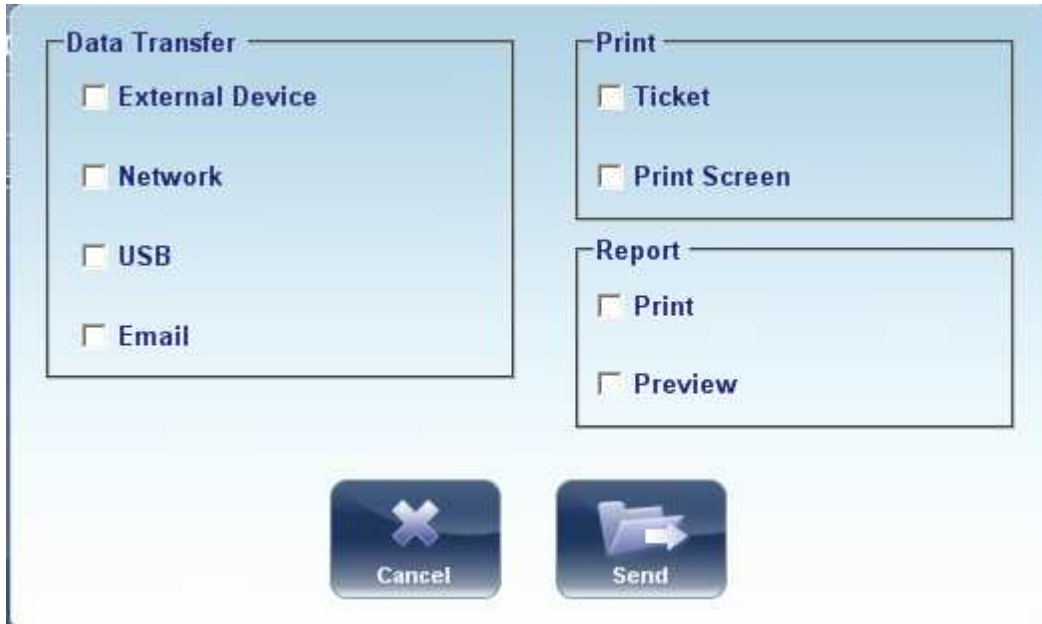 Data Transfer
External Device
Network
USB
Email
Print
Ticket
Print Screen
Report
Print
Preview
Cancel
Send